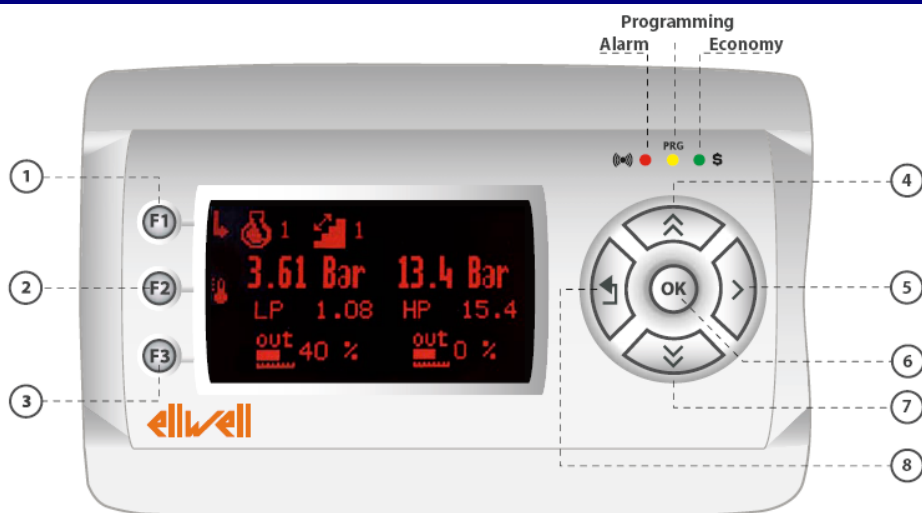 Programming
Alarm Economy
PRG
$
1 4
F1 1 1
3.61 Bar 13.4 Bar
2 F2 OK 5
LP 1.08 HP 15.4
out 40 % out 0 %
F3 6
3 7
ellwell
8